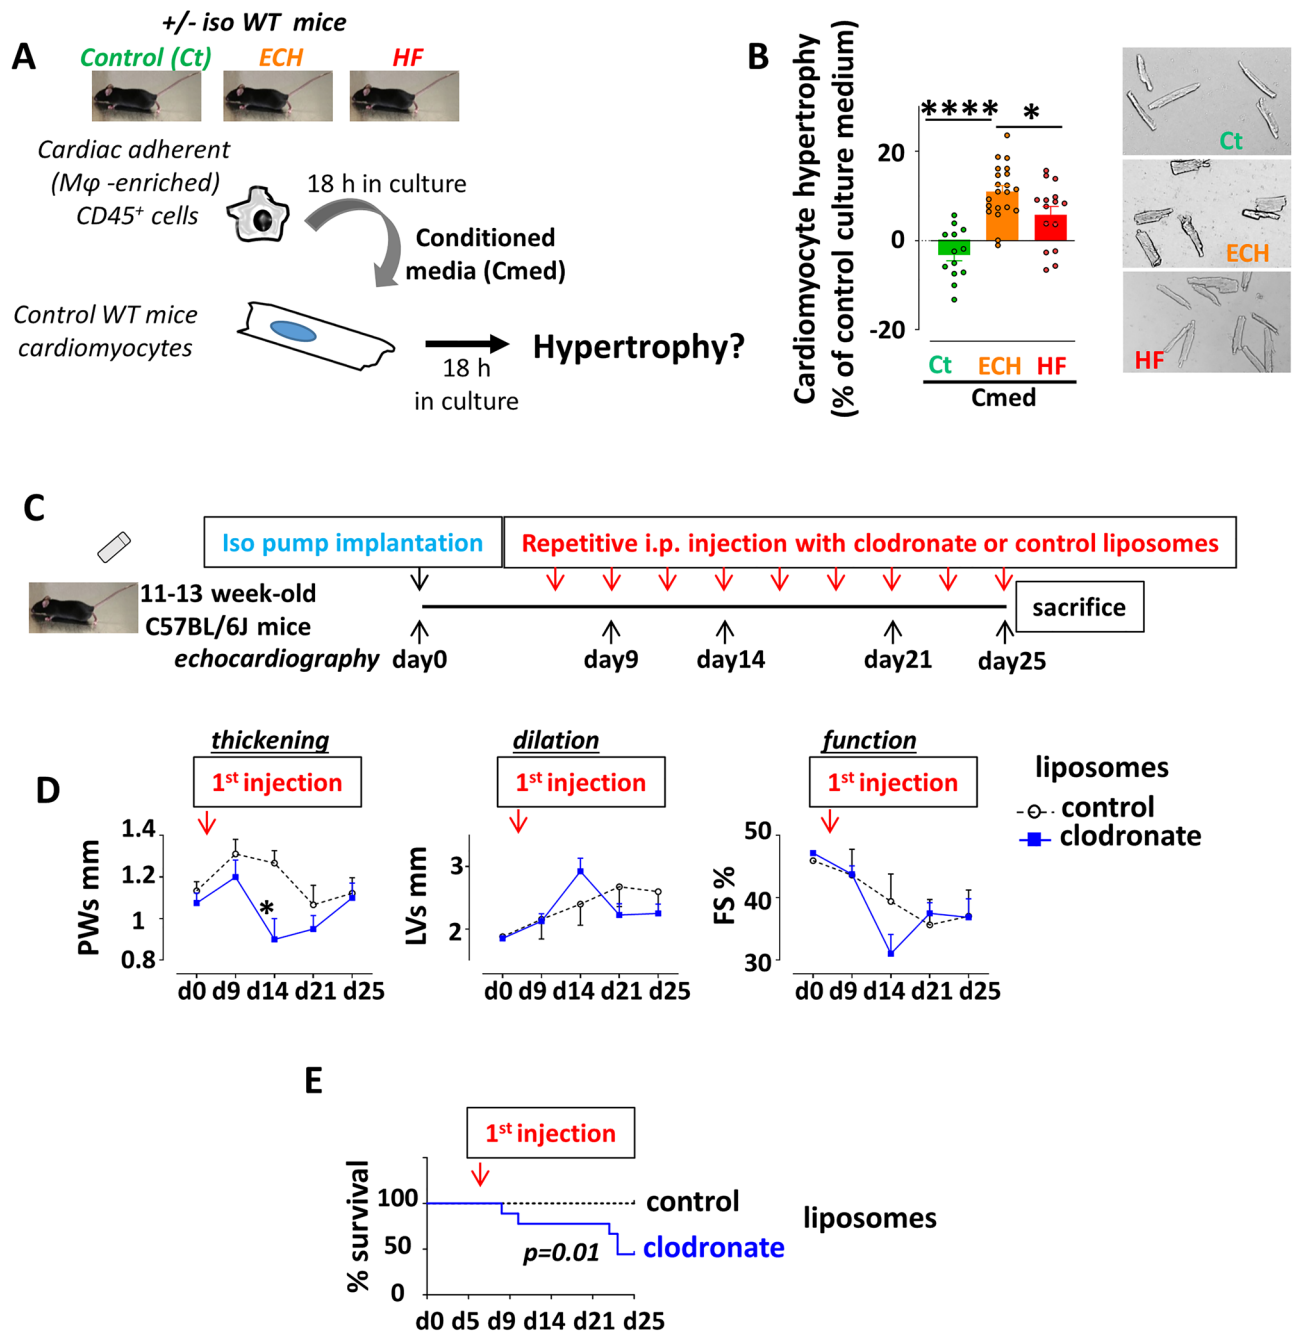 A
+/- iso WT mice
Control (Ct)
ECH
HF
Cardiac adherent
(Mφ -enriched)
CD45+ cells
18 h in culture
Conditioned
media (Cmed)
Control WT mice
cardiomyocytes
18 h
in culture
Hypertrophy?
B
Cardiomyocyte hypertrophy
(% of control culture medium)
****
*
20
0
-20
Ct
ECH
HF
Cmed
Ct
ECH
HF
C
Iso pump implantation
Repetitive i.p. injection with clodronate or control liposomes
11-13 week-old
C57BL/6J mice
sacrifice
echocardiography
day0
day9
day14
day21
day25
D
thickening
1st injection
PWs mm
1.4
1.2
1
0.8
*
d0 d9 d14 d21 d25
dilation
1st injection
LVs mm
3
2
d0 d9 d14 d21 d25
function
1st injection
FS %
50
40
30
d0 d9 d14 d21 d25
liposomes
control
clodronate
E
1st injection
% survival
100
50
0
control
clodronate
liposomes
p=0.01
d0 d5 d9 d14 d21 d25